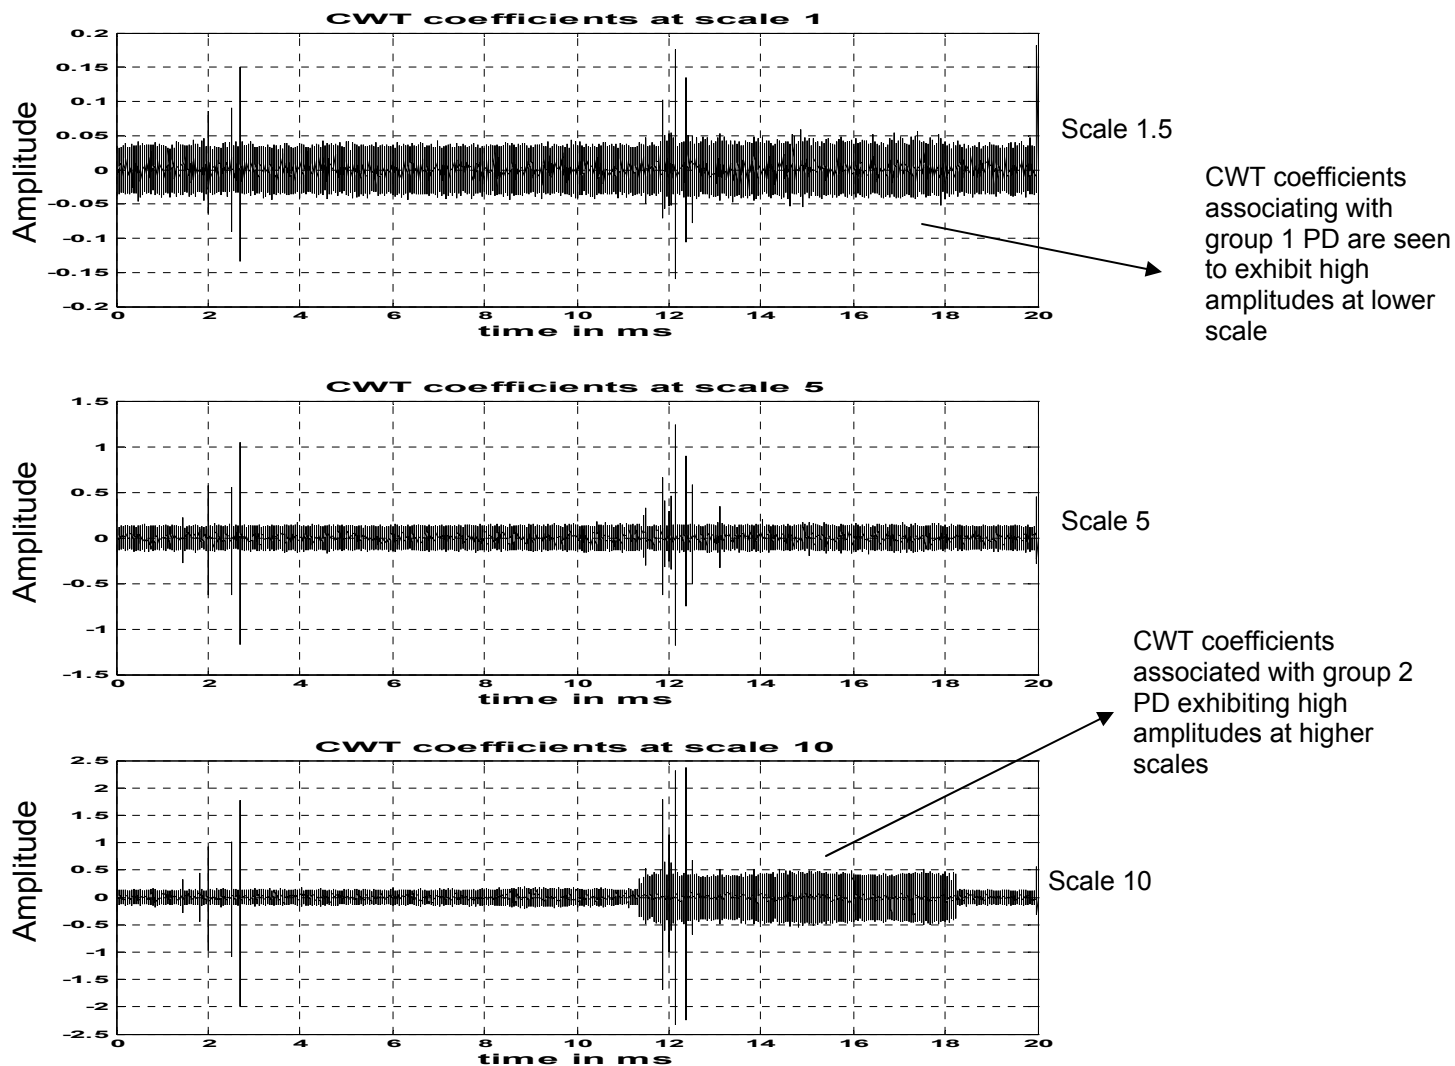 CWT coefficients at scale 1
Amplitude
0.2
0.15
0.1
0.05
0
-0.05
-0.1
-0.15
-0.2
0 2 4 6 8 10 12 14 16 18 20
time in ms
Scale 1.5
CWT coefficients
associating with
group 1 PD are seen
to exhibit high
amplitudes at lower
scale
CWT coefficients at scale 5
Amplitude
1.5
1
0.5
0
-0.5
-1
-1.5
0 2 4 6 8 10 12 14 16 18 20
time in ms
Scale 5
CWT coefficients
associated with group 2
PD exhibiting high
amplitudes at higher
scales
CWT coefficients at scale 10
Amplitude
2.5
2
1.5
1
0.5
0
-0.5
-1
-1.5
-2
-2.5
0 2 4 6 8 10 12 14 16 18 20
time in ms
Scale 10